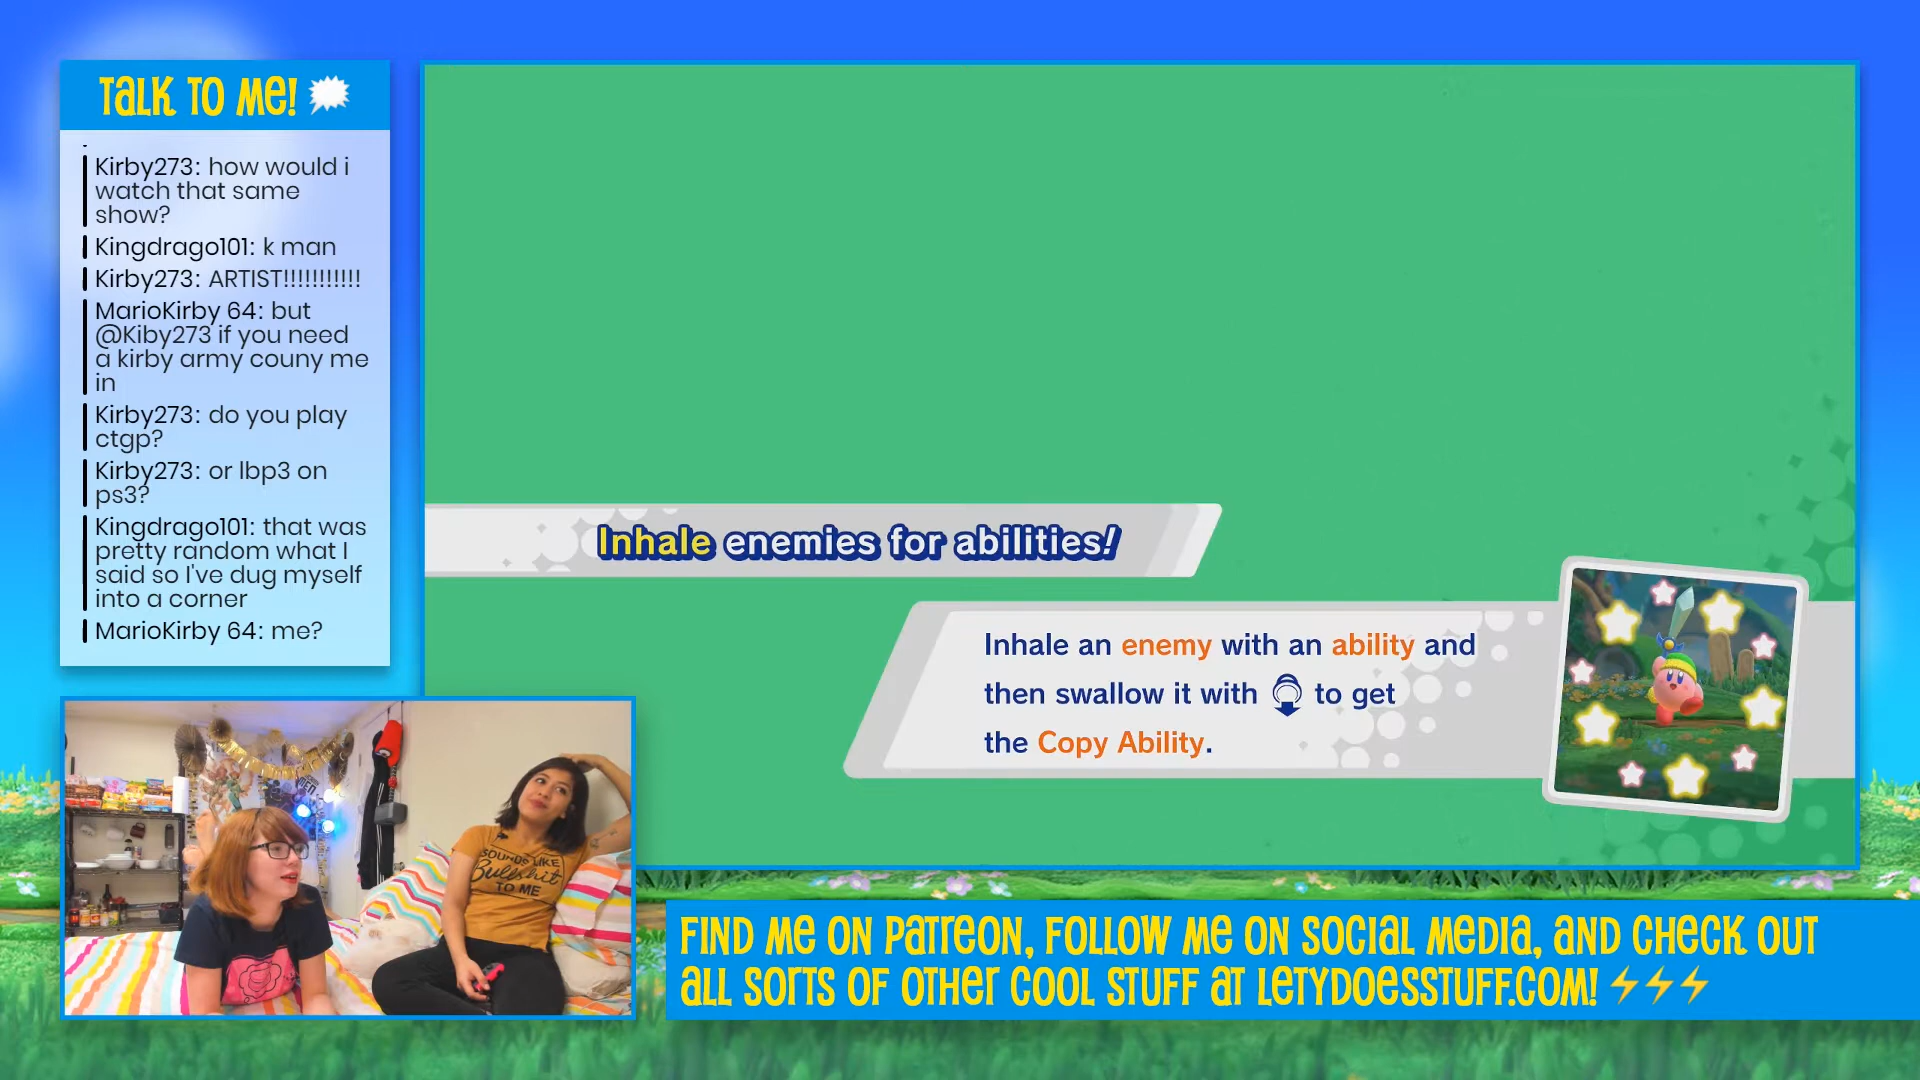 TALK TO ME!
Kirby273: how would i
watch that same
show?
Kingdrago101: k man
Kirby273: ARTIST!!!!!!!!!!!
MarioKirby 64: but
@Kiby273 if you need
a kirby army couny me
in
Kirby273: do you play
ctgp?
Kirby273: or lbp3 on
ps3?
Kingdrago101: that was
pretty random what I
said so I've dug myself
into a corner
MarioKirby 64: me?
Inhale enemies for abilities!
Inhale an enemy with an ability and
then swallow it with to get
the Copy Ability.
SOUNDS LIKE
Bullshit
TO ME
FIND ME ON PATREON, FOLLOW ME ON SOCIAL MEDIA, AND CHECK OUT
ALL SORTS OF OTHER COOL STUFF AT LETYDOESSTUFF.COM!